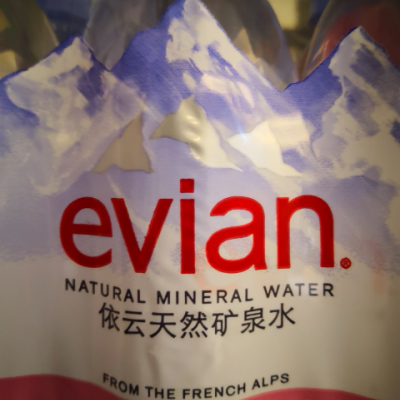 evian®
NATURAL MINERAL WATER
依云天然矿泉水
FROM THE FRENCH ALPS